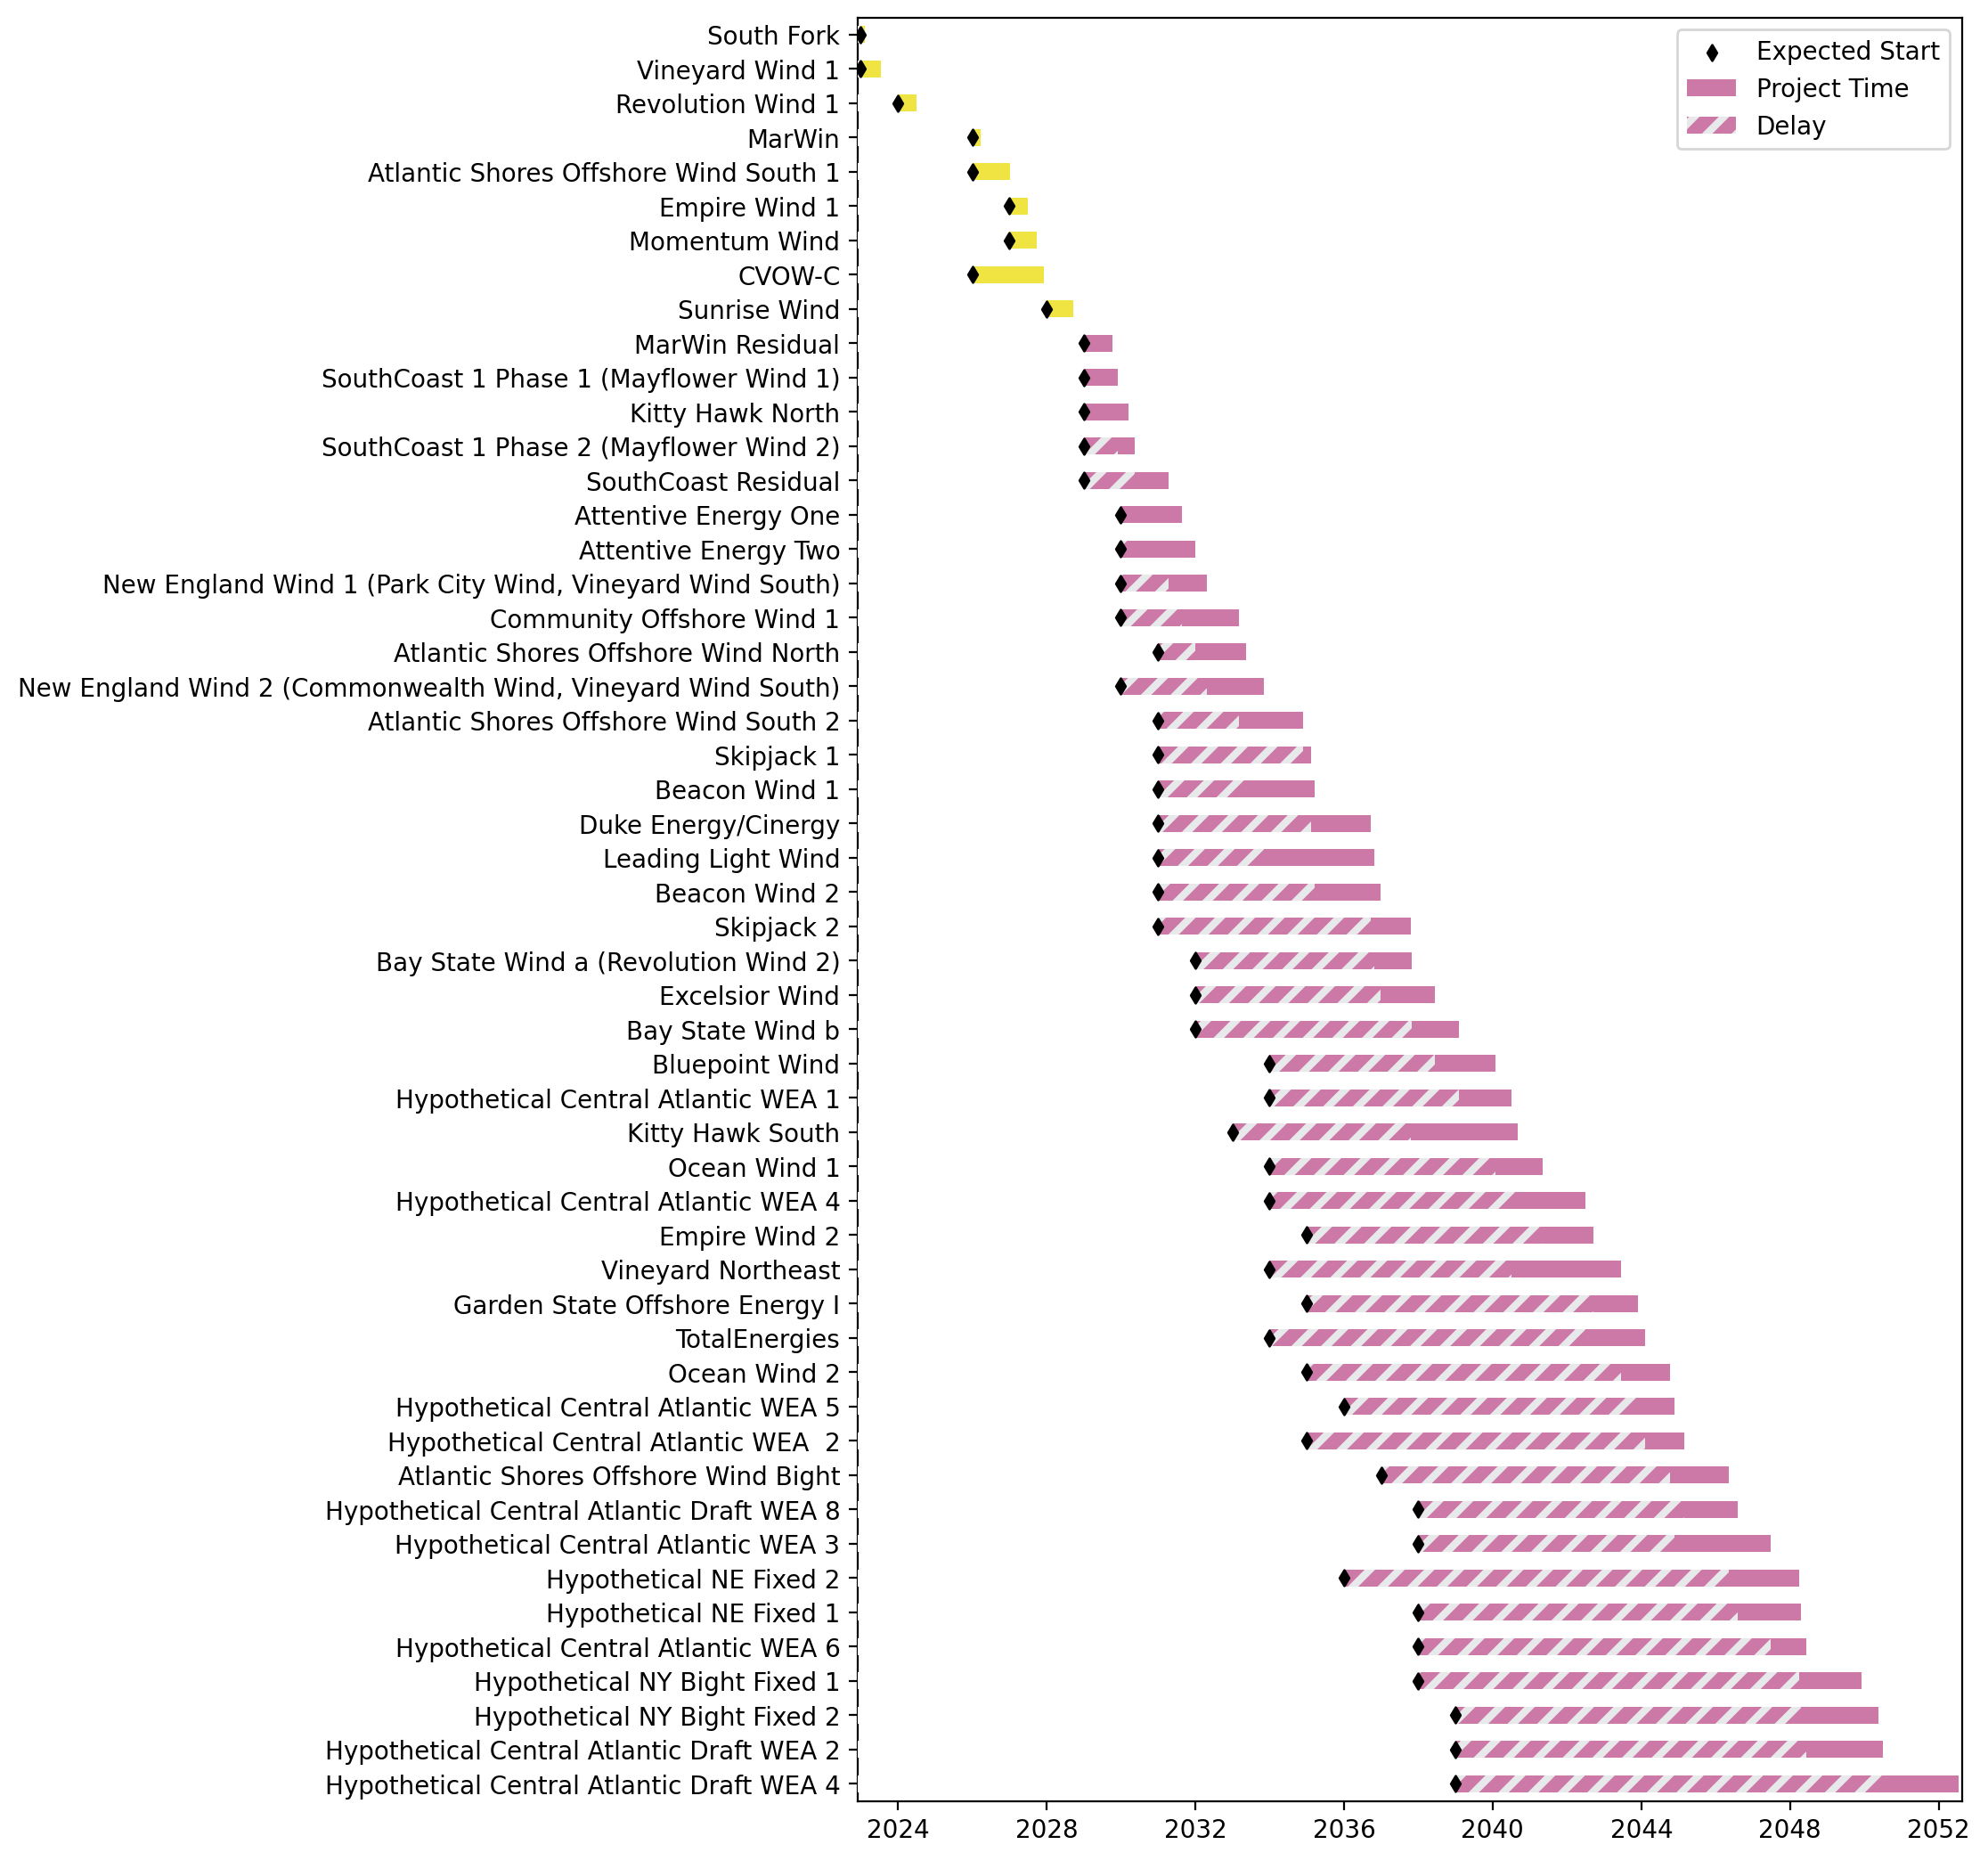 South Fork
Vineyard Wind 1
Revolution Wind 1
MarWin
Atlantic Shores Offshore Wind South 1
Empire Wind 1
Momentum Wind
CVOW-C
Sunrise Wind
MarWin Residual
SouthCoast 1 Phase 1 (Mayflower Wind 1)
Kitty Hawk North
SouthCoast 1 Phase 2 (Mayflower Wind 2)
SouthCoast Residual
Attentive Energy One
Attentive Energy Two
New England Wind 1 (Park City Wind, Vineyard Wind South)
Community Offshore Wind 1
Atlantic Shores Offshore Wind North
New England Wind 2 (Commonwealth Wind, Vineyard Wind South)
Atlantic Shores Offshore Wind South 2
Skipjack 1
Beacon Wind 1
Duke Energy/Cinergy
Leading Light Wind
Beacon Wind 2
Skipjack 2
Bay State Wind a (Revolution Wind 2)
Excelsior Wind
Bay State Wind b
Bluepoint Wind
Hypothetical Central Atlantic WEA 1
Kitty Hawk South
Ocean Wind 1
Hypothetical Central Atlantic WEA 4
Empire Wind 2
Vineyard Northeast
Garden State Offshore Energy I
TotalEnergies
Ocean Wind 2
Hypothetical Central Atlantic WEA 5
Hypothetical Central Atlantic WEA  2
Atlantic Shores Offshore Wind Bight
Hypothetical Central Atlantic Draft WEA 8
Hypothetical Central Atlantic WEA 3
Hypothetical NE Fixed 2
Hypothetical NE Fixed 1
Hypothetical Central Atlantic WEA 6
Hypothetical NY Bight Fixed 1
Hypothetical NY Bight Fixed 2
Hypothetical Central Atlantic Draft WEA 2
Hypothetical Central Atlantic Draft WEA 4
Expected Start
Project Time
Delay
2024 2028 2032 2036 2040 2044 2048 2052